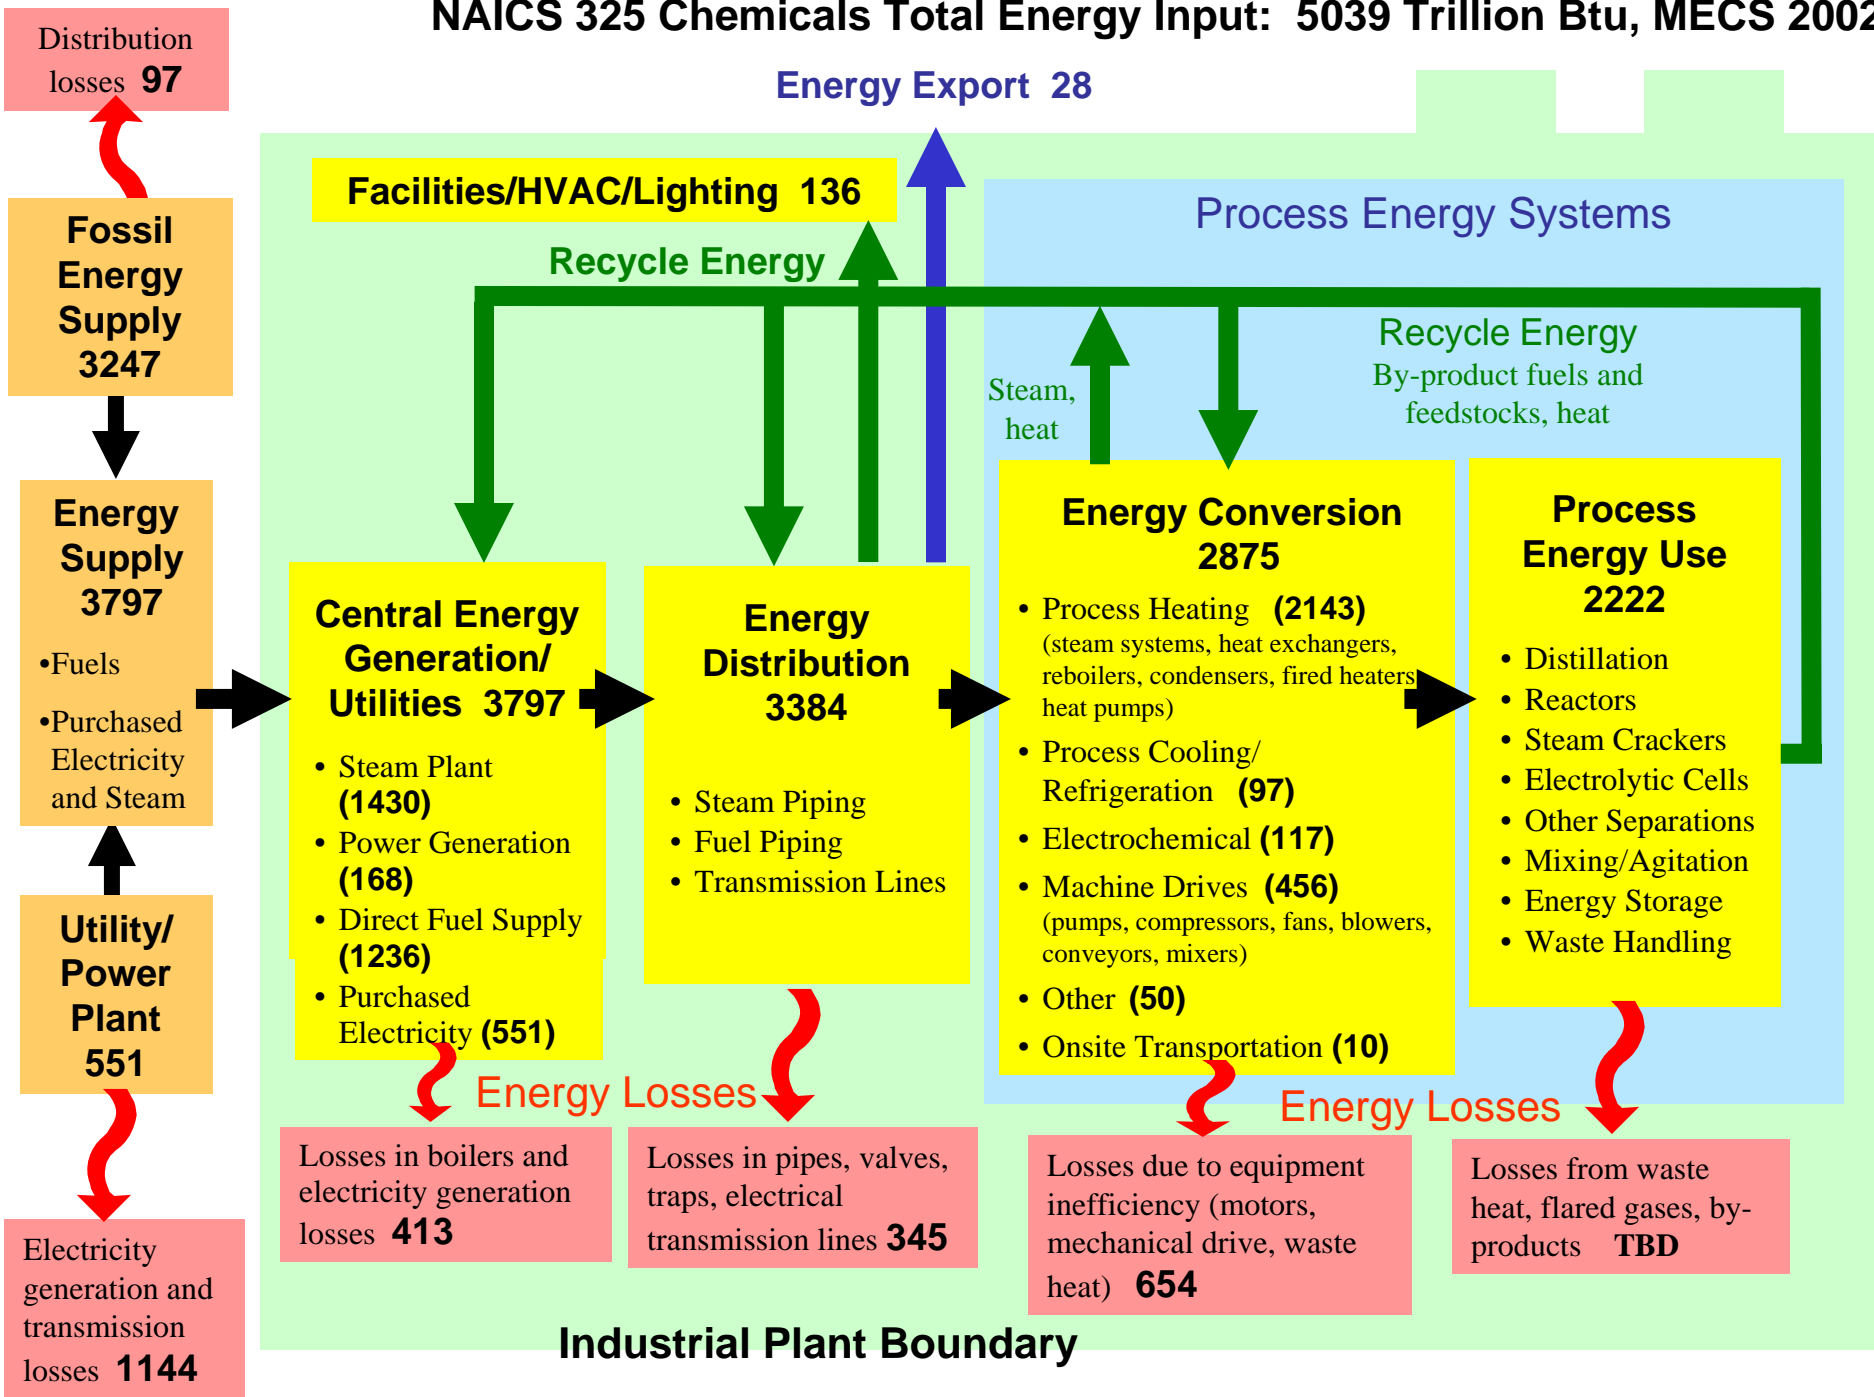 NAICS 325 Chemicals Total Energy Input: 5039 Trillion Btu, MECS 2002
Distribution
losses 97
Energy Export 28
Facilities/HVAC/Lighting 136
Process Energy Systems
Recycle Energy
Fossil
Energy
Supply
3247
Recycle Energy
By-product fuels and
feedstocks, heat
Steam,
heat
Energy
Supply
3797
•Fuels
•Purchased
Electricity
and Steam
Central Energy
Generation/
Utilities 3797
• Steam Plant
(1430)
• Power Generation
(168)
• Direct Fuel Supply
(1236)
• Purchased
Electricity (551)
Energy
Distribution
3384
• Steam Piping
• Fuel Piping
• Transmission Lines
Energy Conversion
2875
• Process Heating (2143)
(steam systems, heat exchangers,
reboilers, condensers, fired heaters
heat pumps)
• Process Cooling/
Refrigeration (97)
• Electrochemical (117)
• Machine Drives (456)
(pumps, compressors, fans, blowers,
conveyors, mixers)
• Other (50)
• Onsite Transportation (10)
Process
Energy Use
2222
• Distillation
• Reactors
• Steam Crackers
• Electrolytic Cells
• Other Separations
• Mixing/Agitation
• Energy Storage
• Waste Handling
Utility/
Power
Plant
551
Energy Losses
Energy Losses
Losses in boilers and
electricity generation
losses 413
Losses in pipes, valves,
traps, electrical
transmission lines 345
Losses due to equipment
inefficiency (motors,
mechanical drive, waste
heat) 654
Losses from waste
heat, flared gases, by-
products TBD
Electricity
generation and
transmission
losses 1144
Industrial Plant Boundary